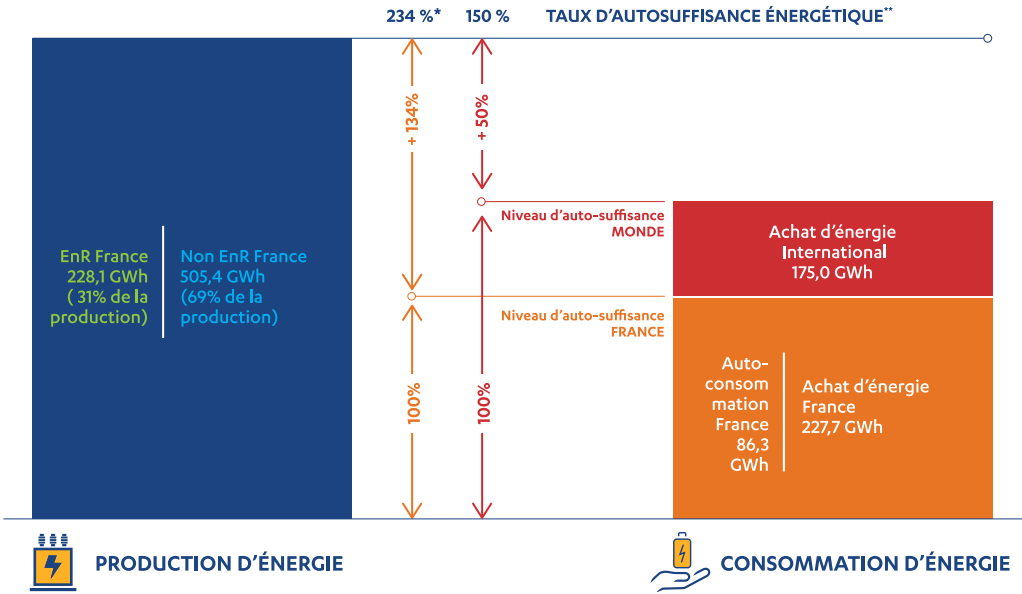 234 %* 150 % TAUX D’AUTOSUFFISANCE ÉNERGÉTIQUE**
+ 134%
+ 50%
100%
100%
EnR France
228,1 GWh
( 31% de la
production)
Non EnR France
505,4 GWh
(69% de la
production)
Niveau d’auto-suffisance
MONDE
Niveau d’auto-suffisance
FRANCE
Achat d’énergie
International
175,0 GWh
Auto-
consom
mation
France
86,3
GWh
Achat d’énergie
France
227,7 GWh
PRODUCTION D’ÉNERGIE
CONSOMMATION D’ÉNERGIE